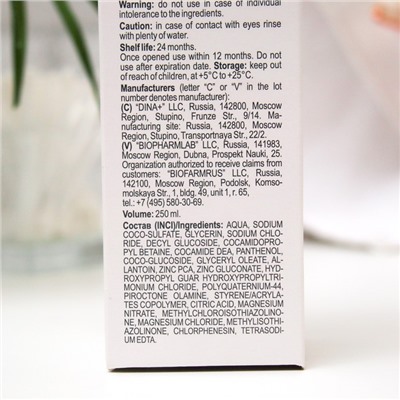 Warning: do not use in case of individual
intolerance to the ingredients.
Caution: in case of contact with eyes rinse
with plenty of water.
Shelf life: 24 months.
Once opened use within 12 months. Do not
use after expiration date. Storage: keep out
of reach of children, at +5°C to +25°C.
Manufacturers (letter “C” or “V” in the lot
number denotes manufacturer):
(C) “DINA+” LLC, Russia, 142800, Moscow
Region, Stupino, Frunze Str., 9/14. Ma-
nufacturing site: Russia, 142800, Moscow
Region, Stupino, Transportnaya Str., 22/2.
(V) “BIOPHARMLAB” LLC, Russia, 141983,
Moscow Region, Dubna, Prospekt Nauki, 25.
Organization authorized to receive claims from
customers: “BIOFARMRUS” LLC, Russia,
142100, Moscow Region, Podolsk, Komso-
molskaya Str., 1, bldg. 49, unit 1, r. 65,
tel.: +7 (495) 580-30-69.
Volume: 250 ml.
Состав (INCI)/Ingredients: AQUA, SODIUM
COCO-SULFATE, GLYCERIN, SODIUM CHLO-
RIDE, DECYL GLUCOSIDE, COCAMIDOPRO-
PYL BETAINE, COCAMIDE DEA, PANTHENOL,
COCO-GLUCOSIDE, GLYCERYL OLEATE, AL-
LANTOIN, ZINC PCA, ZINC GLUCONATE, HYD-
ROXYPROPYL GUAR HYDROXYPROPYLTRI-
MONIUM CHLORIDE, POLYQUATERNIUM-44,
PIROCTONE OLAMINE, STYRENE/ACRYLA-
TES COPOLYMER, CITRIC ACID, MAGNESIUM
NITRATE, METHYLCHLOROISOTHIAZOLINO-
NE, MAGNESIUM CHLORIDE, METHYLISOTHI-
AZOLINONE, CHLORPHENESIN, TETRASODI-
UM EDTA.